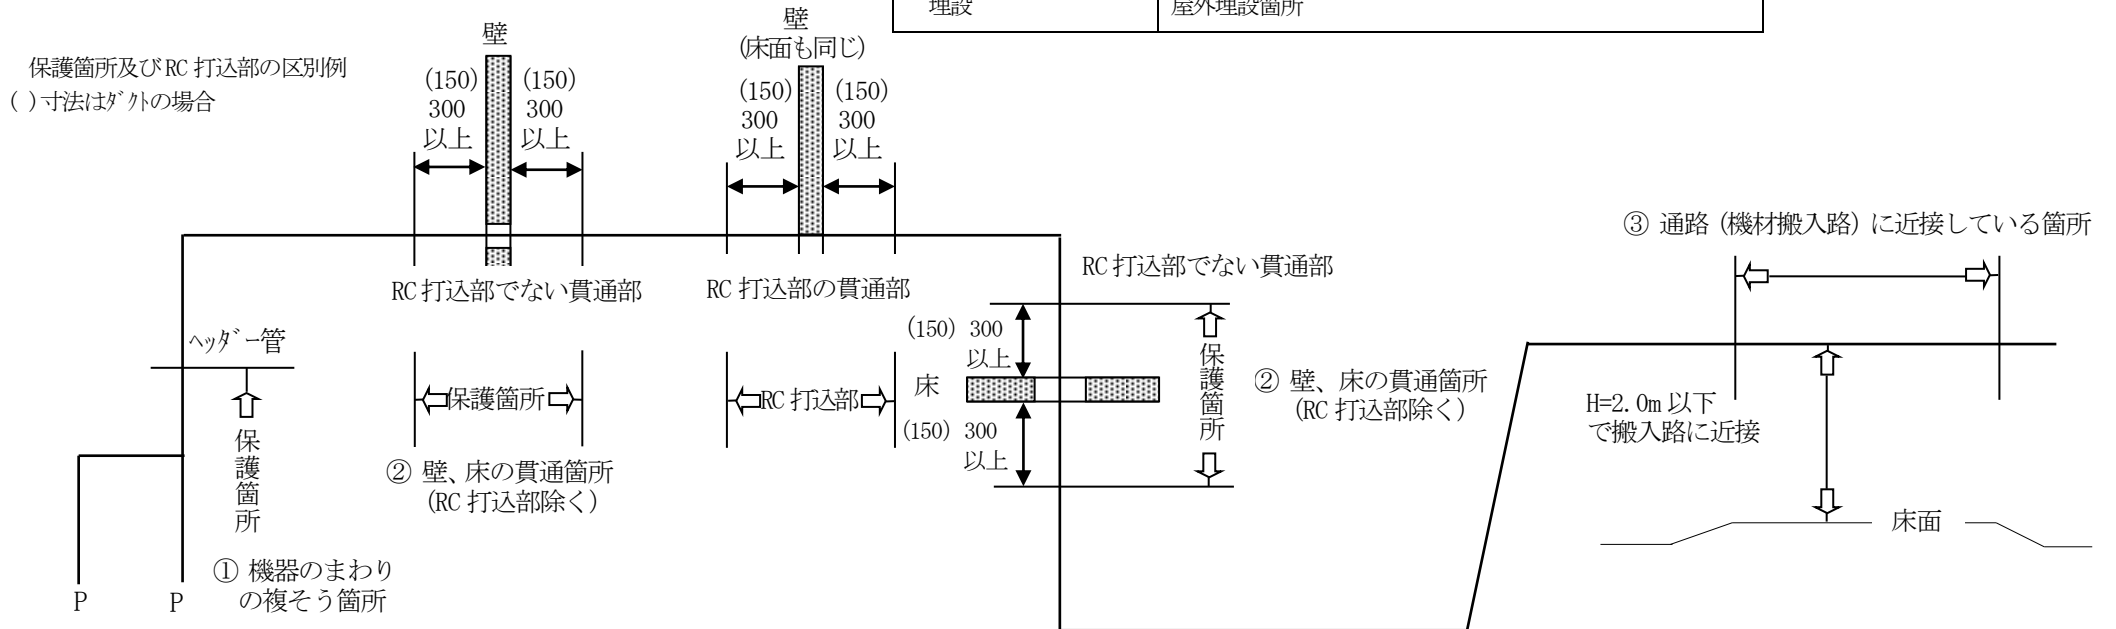 埋設
屋外埋設箇所
保護箇所及びRC打込部の区別例
( )寸法はダクトの場合
壁
(150)
300
以上
(150)
300
以上
壁
(床面も同じ)
(150)
300
以上
(150)
300
以上
RC打込部でない貫通部
RC打込部の貫通部
RC打込部でない貫通部
③ 通路(機材搬入路)に近接している箇所
ヘッダー管
保護箇所
保護箇所
RC打込部
② 壁、床の貫通箇所
(RC打込部除く)
(150) 300
以上
床
(150) 300
以上
保護箇所
② 壁、床の貫通箇所
(RC打込部除く)
H=2.0m以下
で搬入路に近接
床面
① 機器のまわり
の複そう箇所
P
P